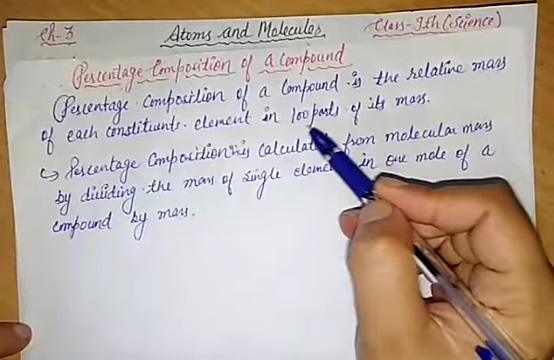 Ch-3 Atoms and Molecules Class-9th (Science)
Percentage Composition of a Compound
Percentage Composition of a Compound is the relative mass
of each constituents element in 100 parts of its mass.
↪ Percentage Composition is Calculat from molecular mass
by dividing the mass of single elemen in one mole of a
compound by mass.